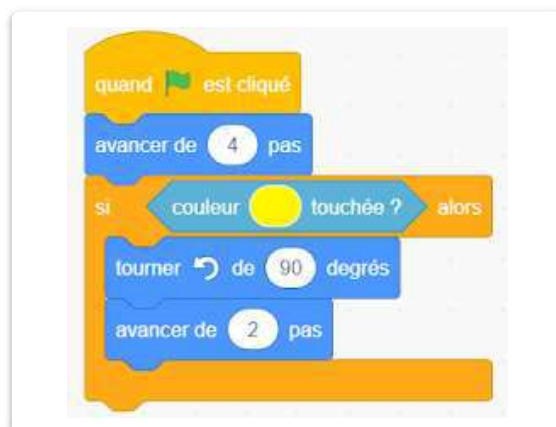 quand est cliqué
avancer de 4 pas
si couleur touchée ? alors
tourner de 90 degrés
avancer de 2 pas